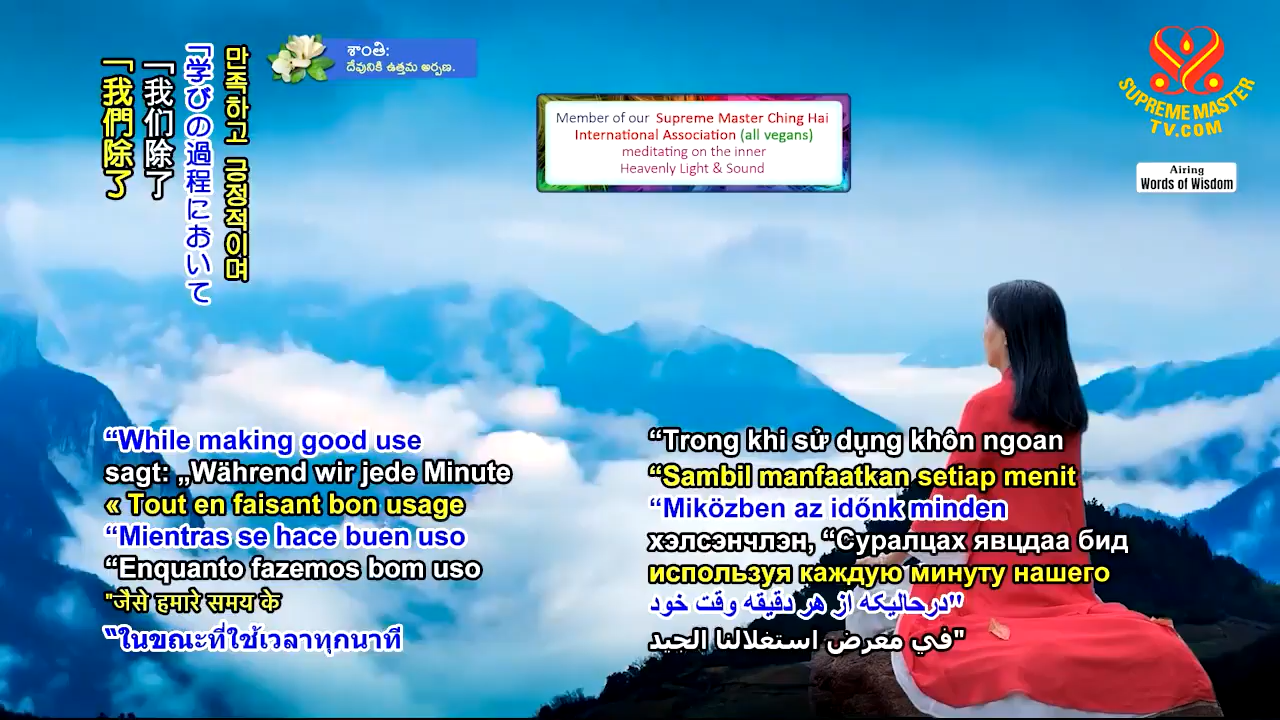 「我們除了
「我们除了
「学びの過程において
만족하고 긍정적이며
శాంతి:
దేవునికి ఉత్తమ అర్పణ.
Member of our Supreme Master Ching Hai
International Association (all vegans)
meditating on the inner
Heavenly Light & Sound
SUPREME MASTER
TV.COM
Airing
Words of Wisdom
“While making good use
sagt: „Während wir jede Minute
« Tout en faisant bon usage
“Mientras se hace buen uso
“Enquanto fazemos bom uso
"जैसे हमारे समय के
“ในขณะที่ใช้เวลาทุกนาที
“Trong khi sử dụng khôn ngoan
“Sambil manfaatkan setiap menit
“Miközben az időnk minden
хэлсэнчлэн, “Суралцах явцдаа бид
используя каждую минуту нашего
"درحالیکه از هر دقیقه وقت خود
"في معرض استغلالنا الجيد